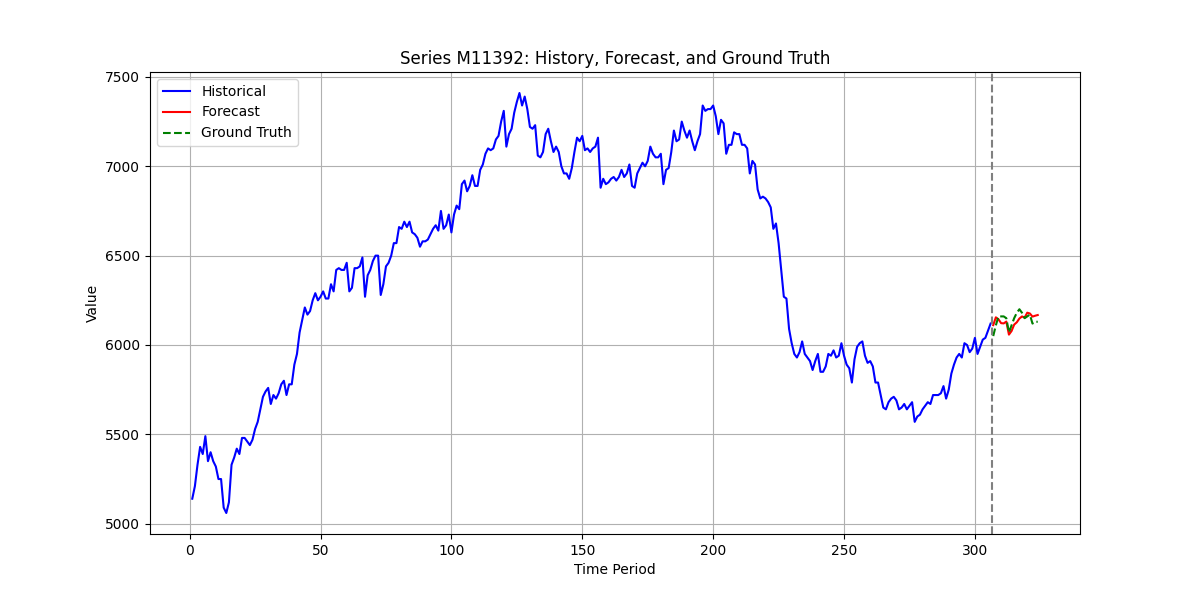 Series M11392: History, Forecast, and Ground Truth
Historical
Forecast
Ground Truth
7500
7000
6500
6000
5500
5000
Value
0 50 100 150 200 250 300
Time Period